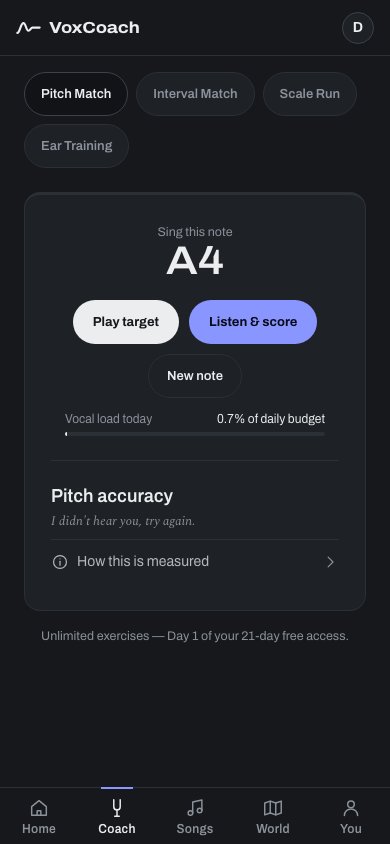 VoxCoach
D
Pitch Match
Interval Match
Scale Run
Ear Training
Sing this note
A4
Play target
Listen & score
New note
Vocal load today
0.7% of daily budget
Pitch accuracy
I didn't hear you, try again.
How this is measured
Unlimited exercises — Day 1 of your 21-day free access.
Home
Coach
Songs
World
You